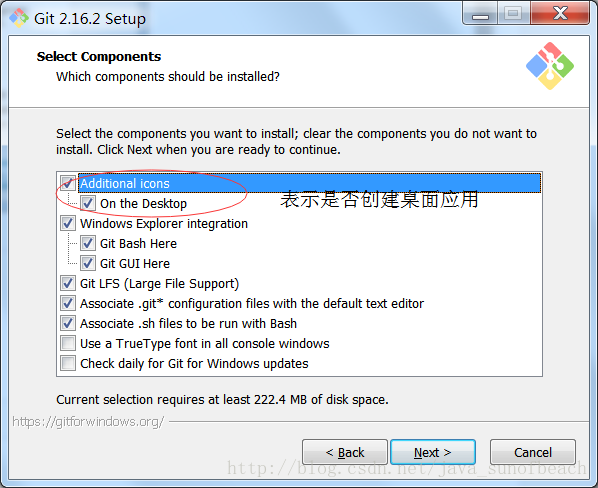 Git 2.16.2 Setup
Select Components
Which components should be installed?
Select the components you want to install; clear the components you do not want to
install. Click Next when you are ready to continue.
Additional icons
On the Desktop
表示是否创建桌面应用
Windows Explorer integration
Git Bash Here
Git GUI Here
Git LFS (Large File Support)
Associate .git* configuration files with the default text editor
Associate .sh files to be run with Bash
Use a TrueType font in all console windows
Check daily for Git for Windows updates
Current selection requires at least 222.4 MB of disk space.
https://gitforwindows.org/
< Back
Next >
Cancel
http://blog.csdn.net/java_sunofbeach